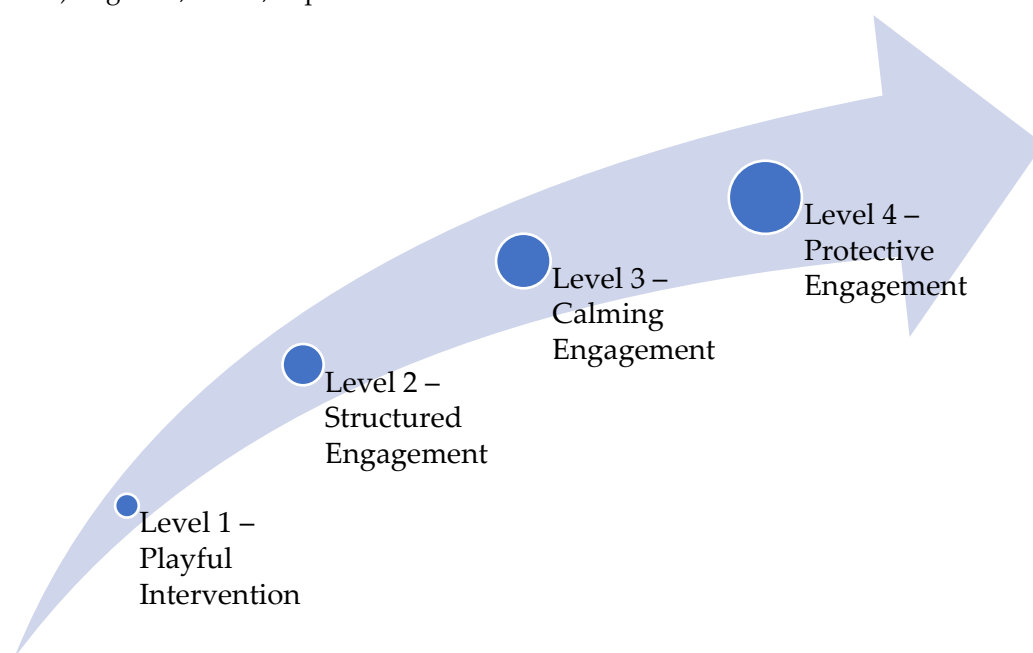 Level 4 –
Protective
Engagement
Level 3 –
Calming
Engagement
Level 2 –
Structured
Engagement
Level 1 –
Playful
Intervention